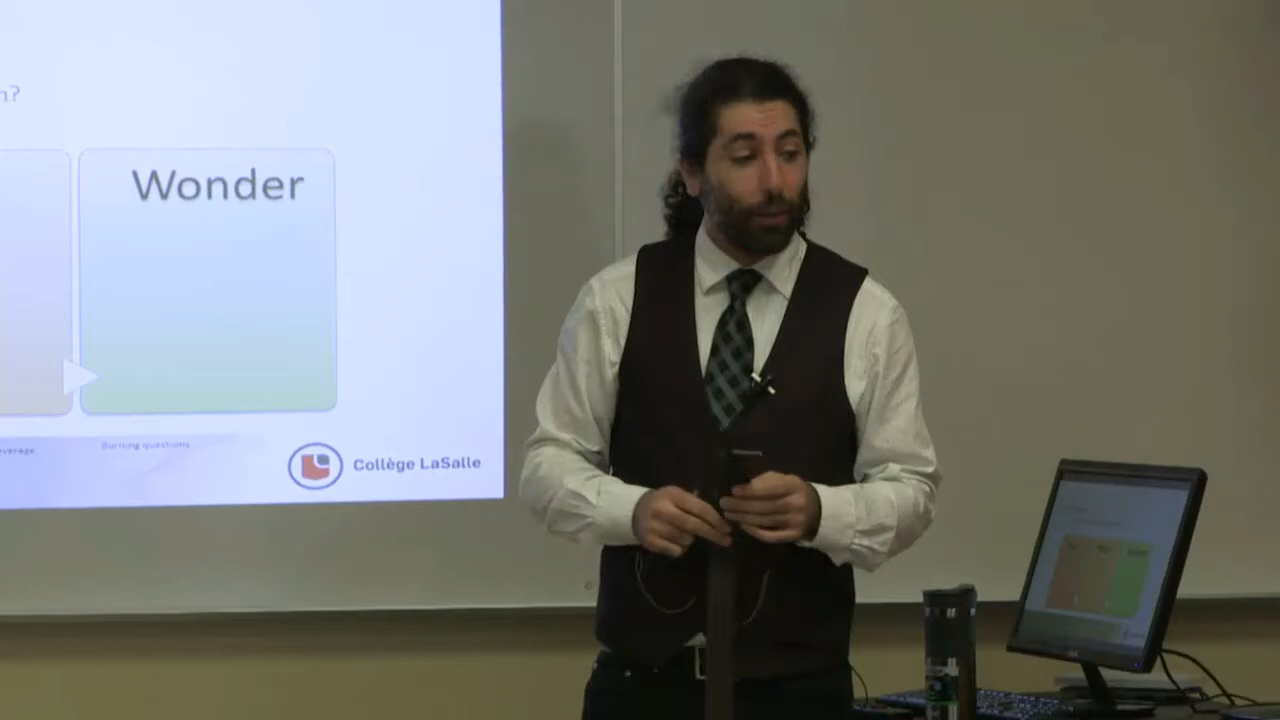 n?
Wonder
everage.
Burning questions
Collège LaSalle